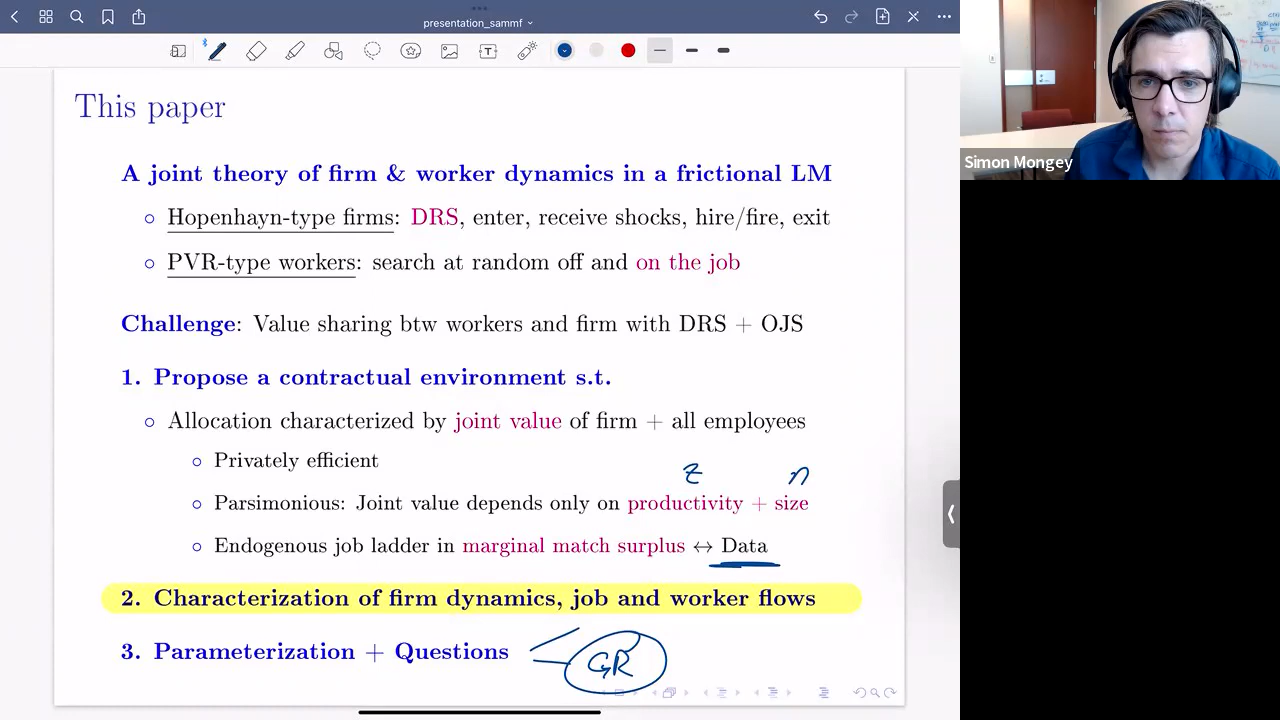 presentation_sammf
This paper
A joint theory of firm & worker dynamics in a frictional LM
Hopenhayn-type firms: DRS, enter, receive shocks, hire/fire, exit
PVR-type workers: search at random off and on the job
Challenge: Value sharing btw workers and firm with DRS + OJS
1. Propose a contractual environment s.t.
Allocation characterized by joint value of firm + all employees
Privately efficient
z n
Parsimonious: Joint value depends only on productivity + size
Endogenous job ladder in marginal match surplus ↔ Data
2. Characterization of firm dynamics, job and worker flows
3. Parameterization + Questions
GR
Simon Mongey